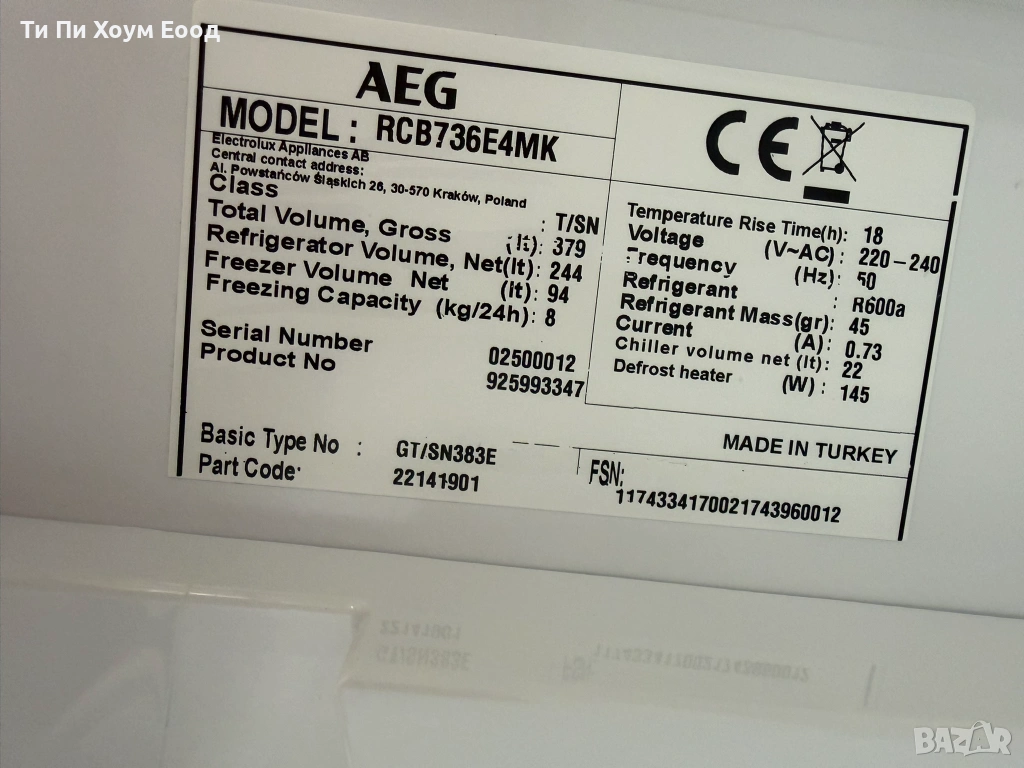 Ти Пи Хоум Еоод
AEG
MODEL : RCB736E4MK
Electrolux Appliances AB
Central contact address:
Al. Powstańców Śląskich 26, 30-570 Kraków, Poland
Class : T/SN
Total Volume, Gross (lt): 379
Refrigerator Volume, Net(lt): 244
Freezer Volume Net (lt): 94
Freezing Capacity (kg/24h): 8
Serial Number 02500012
Product No 925993347
CE
Temperature Rise Time(h): 18
Voltage (V~AC) : 220-240
Frequency (Hz): 50
Refrigerant : R600a
Refrigerant Mass(gr): 45
Current (A): 0.73
Chiller volume net (lt): 22
Defrost heater (W) : 145
MADE IN TURKEY
Basic Type No : GT/SN383E
Part Code: 22141901
FSN:
1174334170021743960012
BAZAR